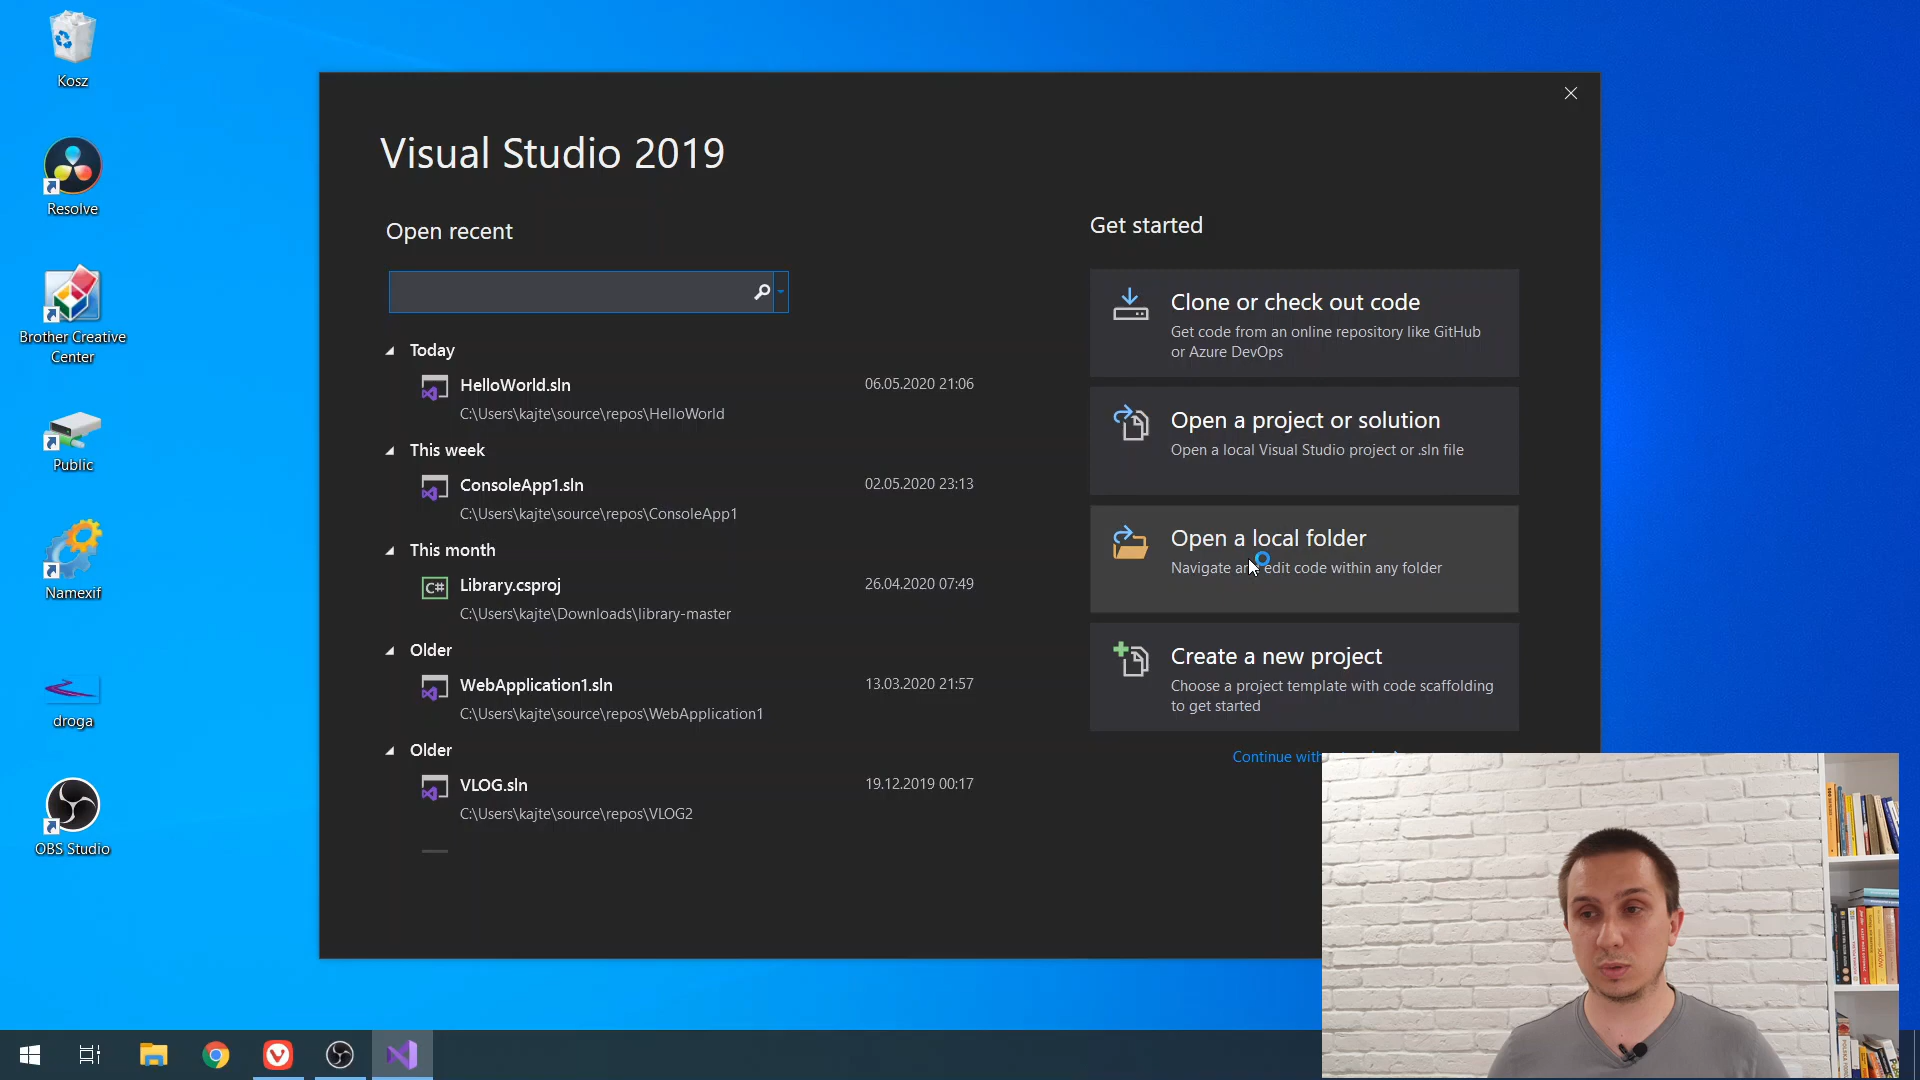 Kosz
Resolve
Brother Creative
Center
Public
Namexif
droga
OBS Studio
Visual Studio 2019
Open recent
Today
HelloWorld.sln
06.05.2020 21:06
C:\Users\kajte\source\repos\HelloWorld
This week
ConsoleApp1.sln
02.05.2020 23:13
C:\Users\kajte\source\repos\ConsoleApp1
This month
C#
Library.csproj
26.04.2020 07:49
C:\Users\kajte\Downloads\library-master
Older
WebApplication1.sln
13.03.2020 21:57
C:\Users\kajte\source\repos\WebApplication1
Older
VLOG.sln
19.12.2019 00:17
C:\Users\kajte\source\repos\VLOG2
Get started
Clone or check out code
Get code from an online repository like GitHub
or Azure DevOps
Open a project or solution
Open a local Visual Studio project or .sln file
Open a local folder
Navigate and edit code within any folder
Create a new project
Choose a project template with code scaffolding
to get started
Continue with